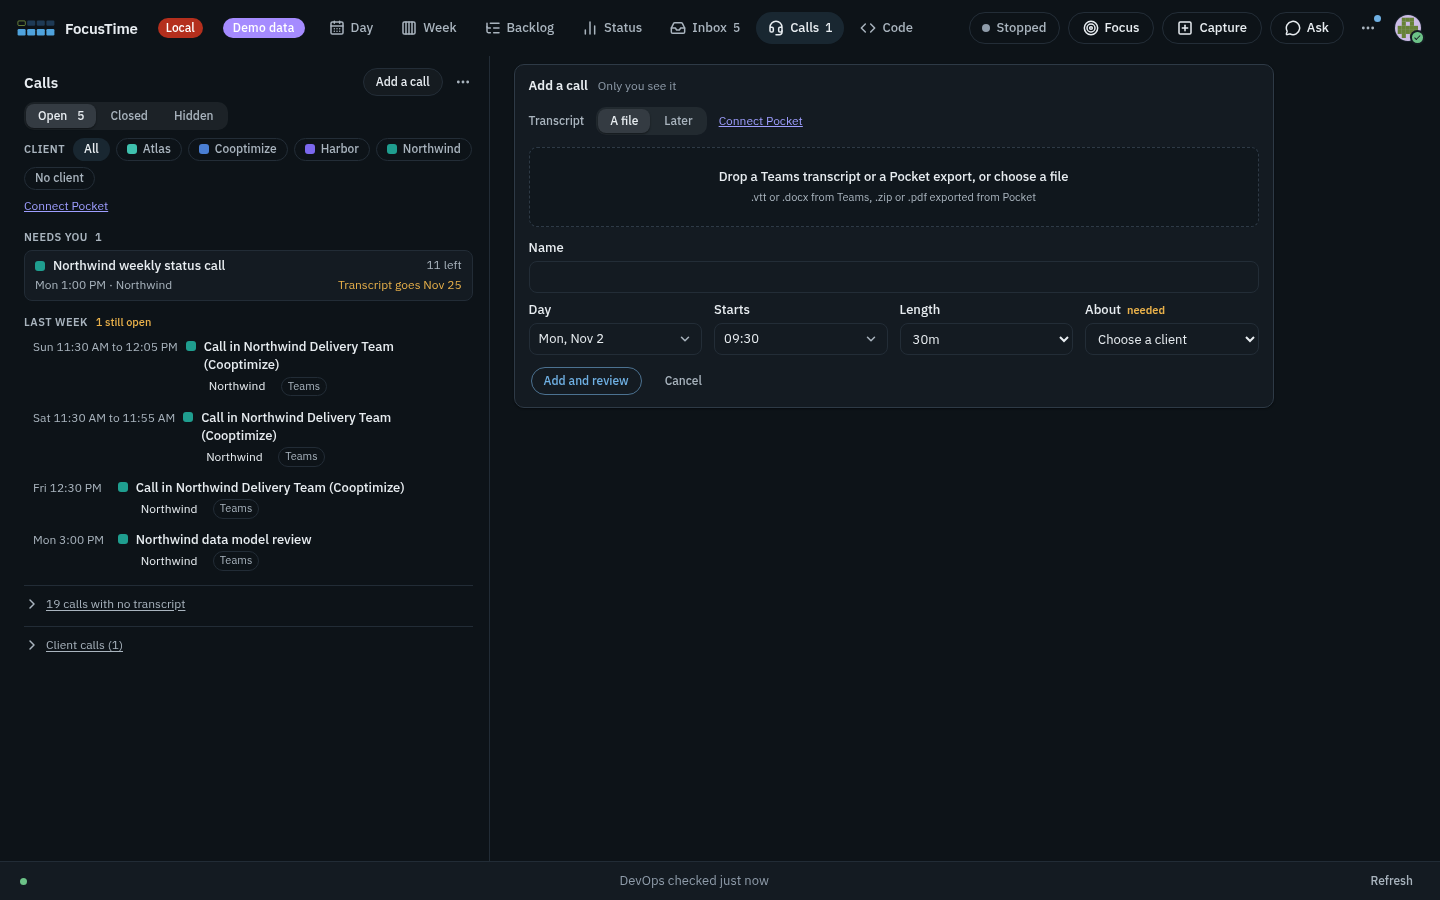 FocusTime
Local
Demo data
Day
Week
Backlog
Status
Inbox 5
Calls 1
Code
Stopped
Focus
Capture
Ask
Calls
Add a call
Open 5
Closed
Hidden
CLIENT
All
Atlas
Cooptimize
Harbor
Northwind
No client
Connect Pocket
NEEDS YOU 1
Northwind weekly status call
11 left
Mon 1:00 PM · Northwind
Transcript goes Nov 25
LAST WEEK 1 still open
Sun 11:30 AM to 12:05 PM
Call in Northwind Delivery Team
(Cooptimize)
Northwind
Teams
Sat 11:30 AM to 11:55 AM
Call in Northwind Delivery Team
(Cooptimize)
Northwind
Teams
Fri 12:30 PM
Call in Northwind Delivery Team (Cooptimize)
Northwind
Teams
Mon 3:00 PM
Northwind data model review
Northwind
Teams
19 calls with no transcript
Client calls (1)
Add a call
Only you see it
Transcript
A file
Later
Connect Pocket
Drop a Teams transcript or a Pocket export, or choose a file
.vtt or .docx from Teams, .zip or .pdf exported from Pocket
Name
Day
Starts
Length
About needed
Mon, Nov 2
09:30
30m
Choose a client
Add and review
Cancel
DevOps checked just now
Refresh